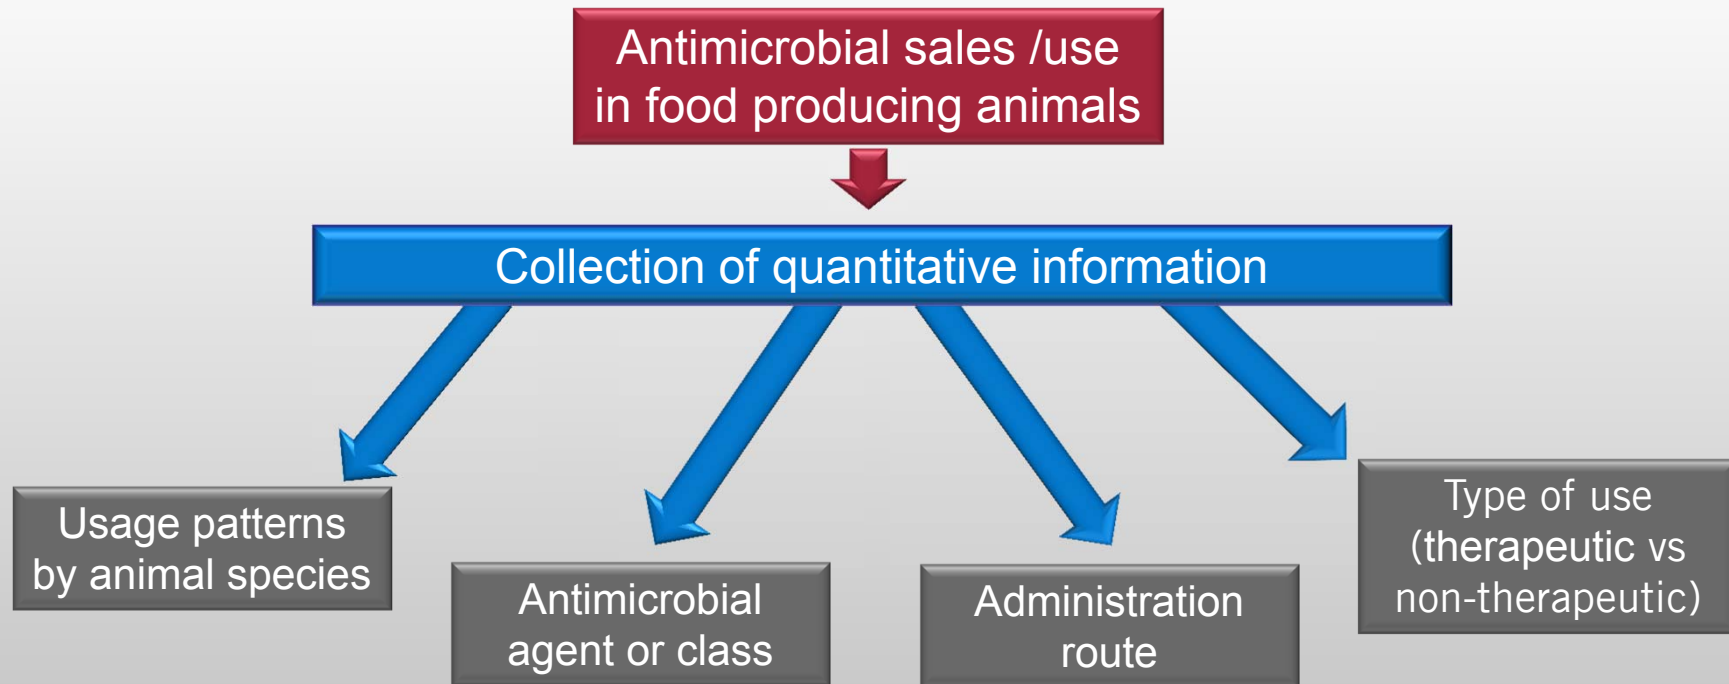 Antimicrobial sales /use
in food producing animals
Collection of quantitative information
Usage patterns
by animal species
Antimicrobial
agent or class
Administration
route
Type of use
(therapeutic vs
non-therapeutic)